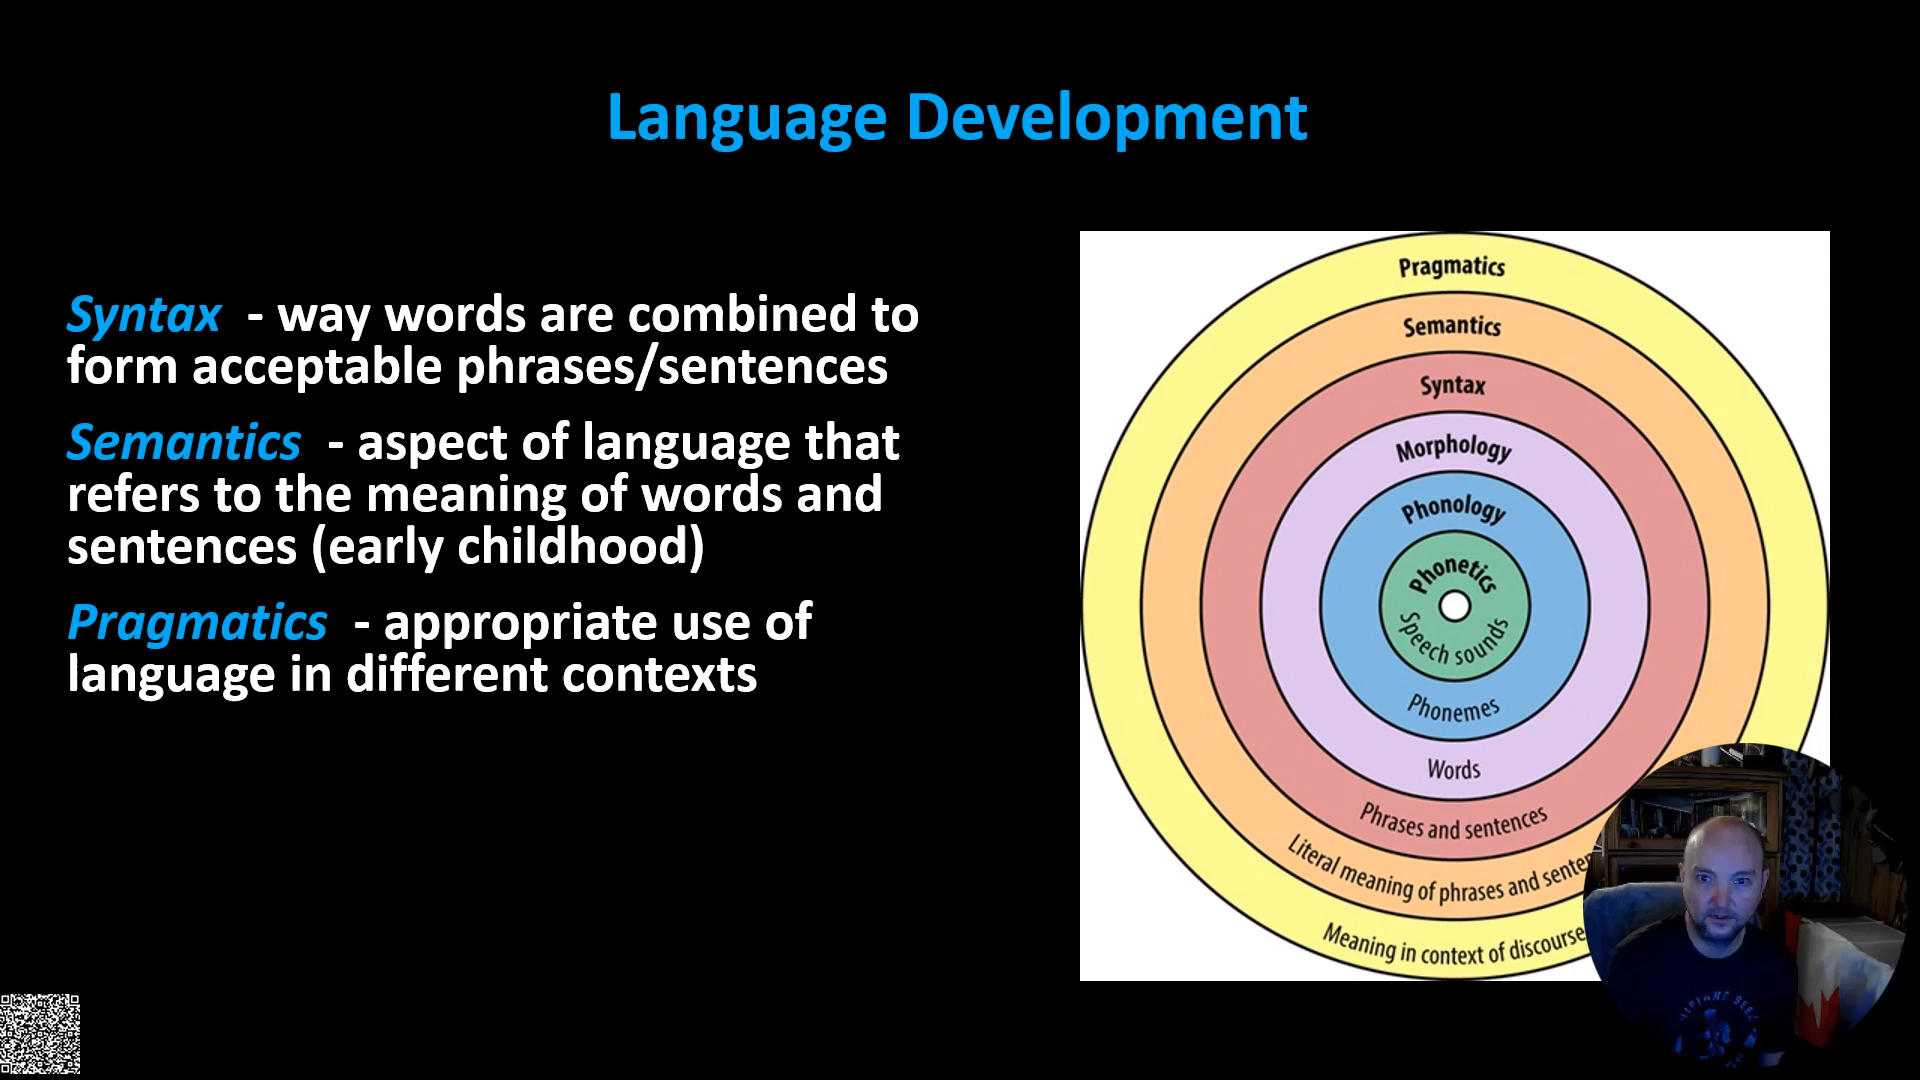 Language Development
Syntax - way words are combined to
form acceptable phrases/sentences
Semantics - aspect of language that
refers to the meaning of words and
sentences (early childhood)
Pragmatics - appropriate use of
language in different contexts
Pragmatics
Semantics
Syntax
Morphology
Phonology
Phonetics
Speech sounds
Phonemes
Words
Phrases and sentences
Literal meaning of phrases and
Meaning in context of discourse